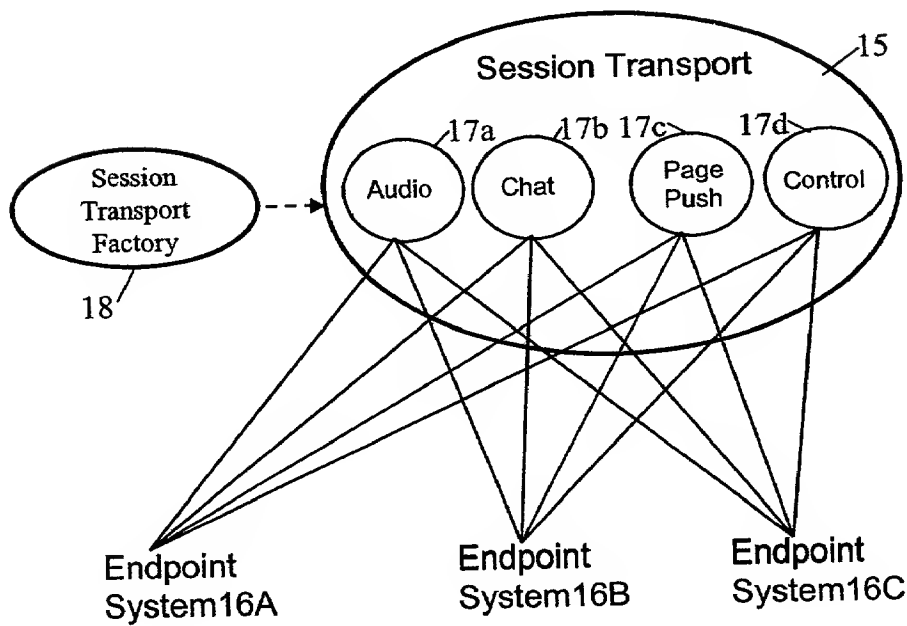 15
Session Transport
17a
17b
17c
17d
Audio
Chat
Page
Push
Control
Session
Transport
Factory
18
Endpoint
System16A
Endpoint
System16B
Endpoint
System16C